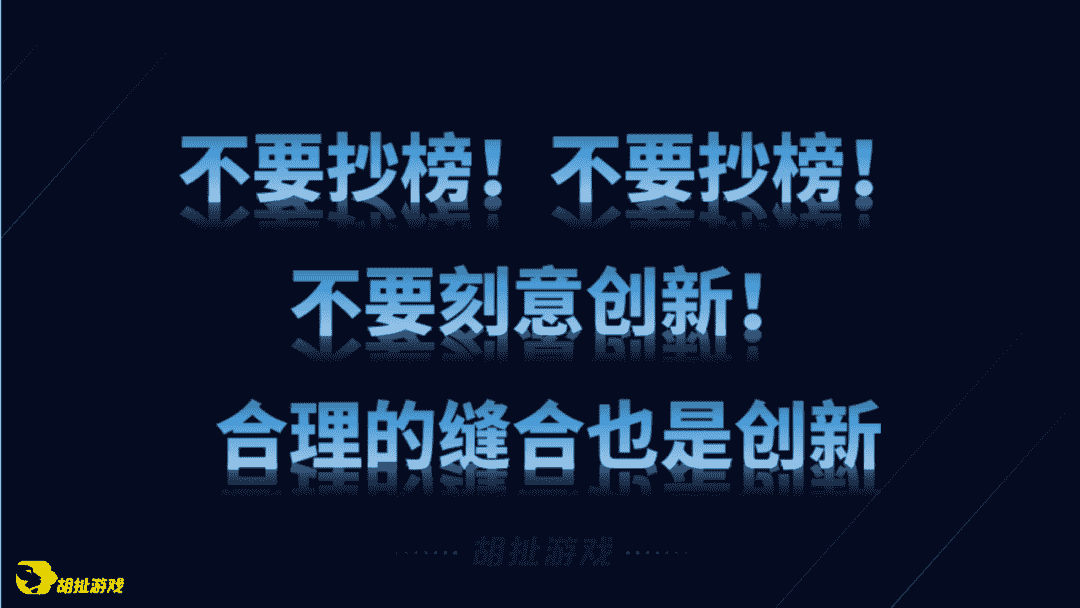 不要抄榜！不要抄榜！
不要刻意创新！
合理的缝合也是创新
胡扯游戏
胡扯游戏